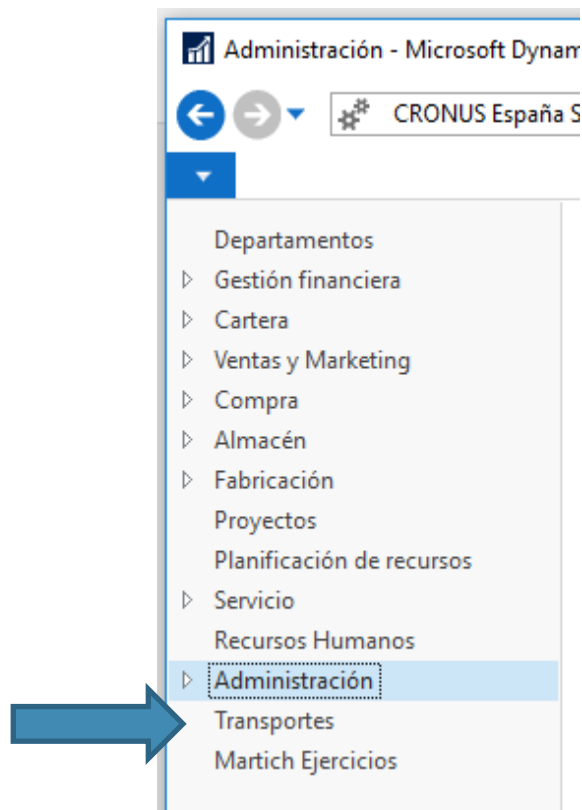 Administración - Microsoft Dynam
CRONUS España S
Departamentos
Gestión financiera
Cartera
Ventas y Marketing
Compra
Almacén
Fabricación
Proyectos
Planificación de recursos
Servicio
Recursos Humanos
Administración
Transportes
Martich Ejercicios